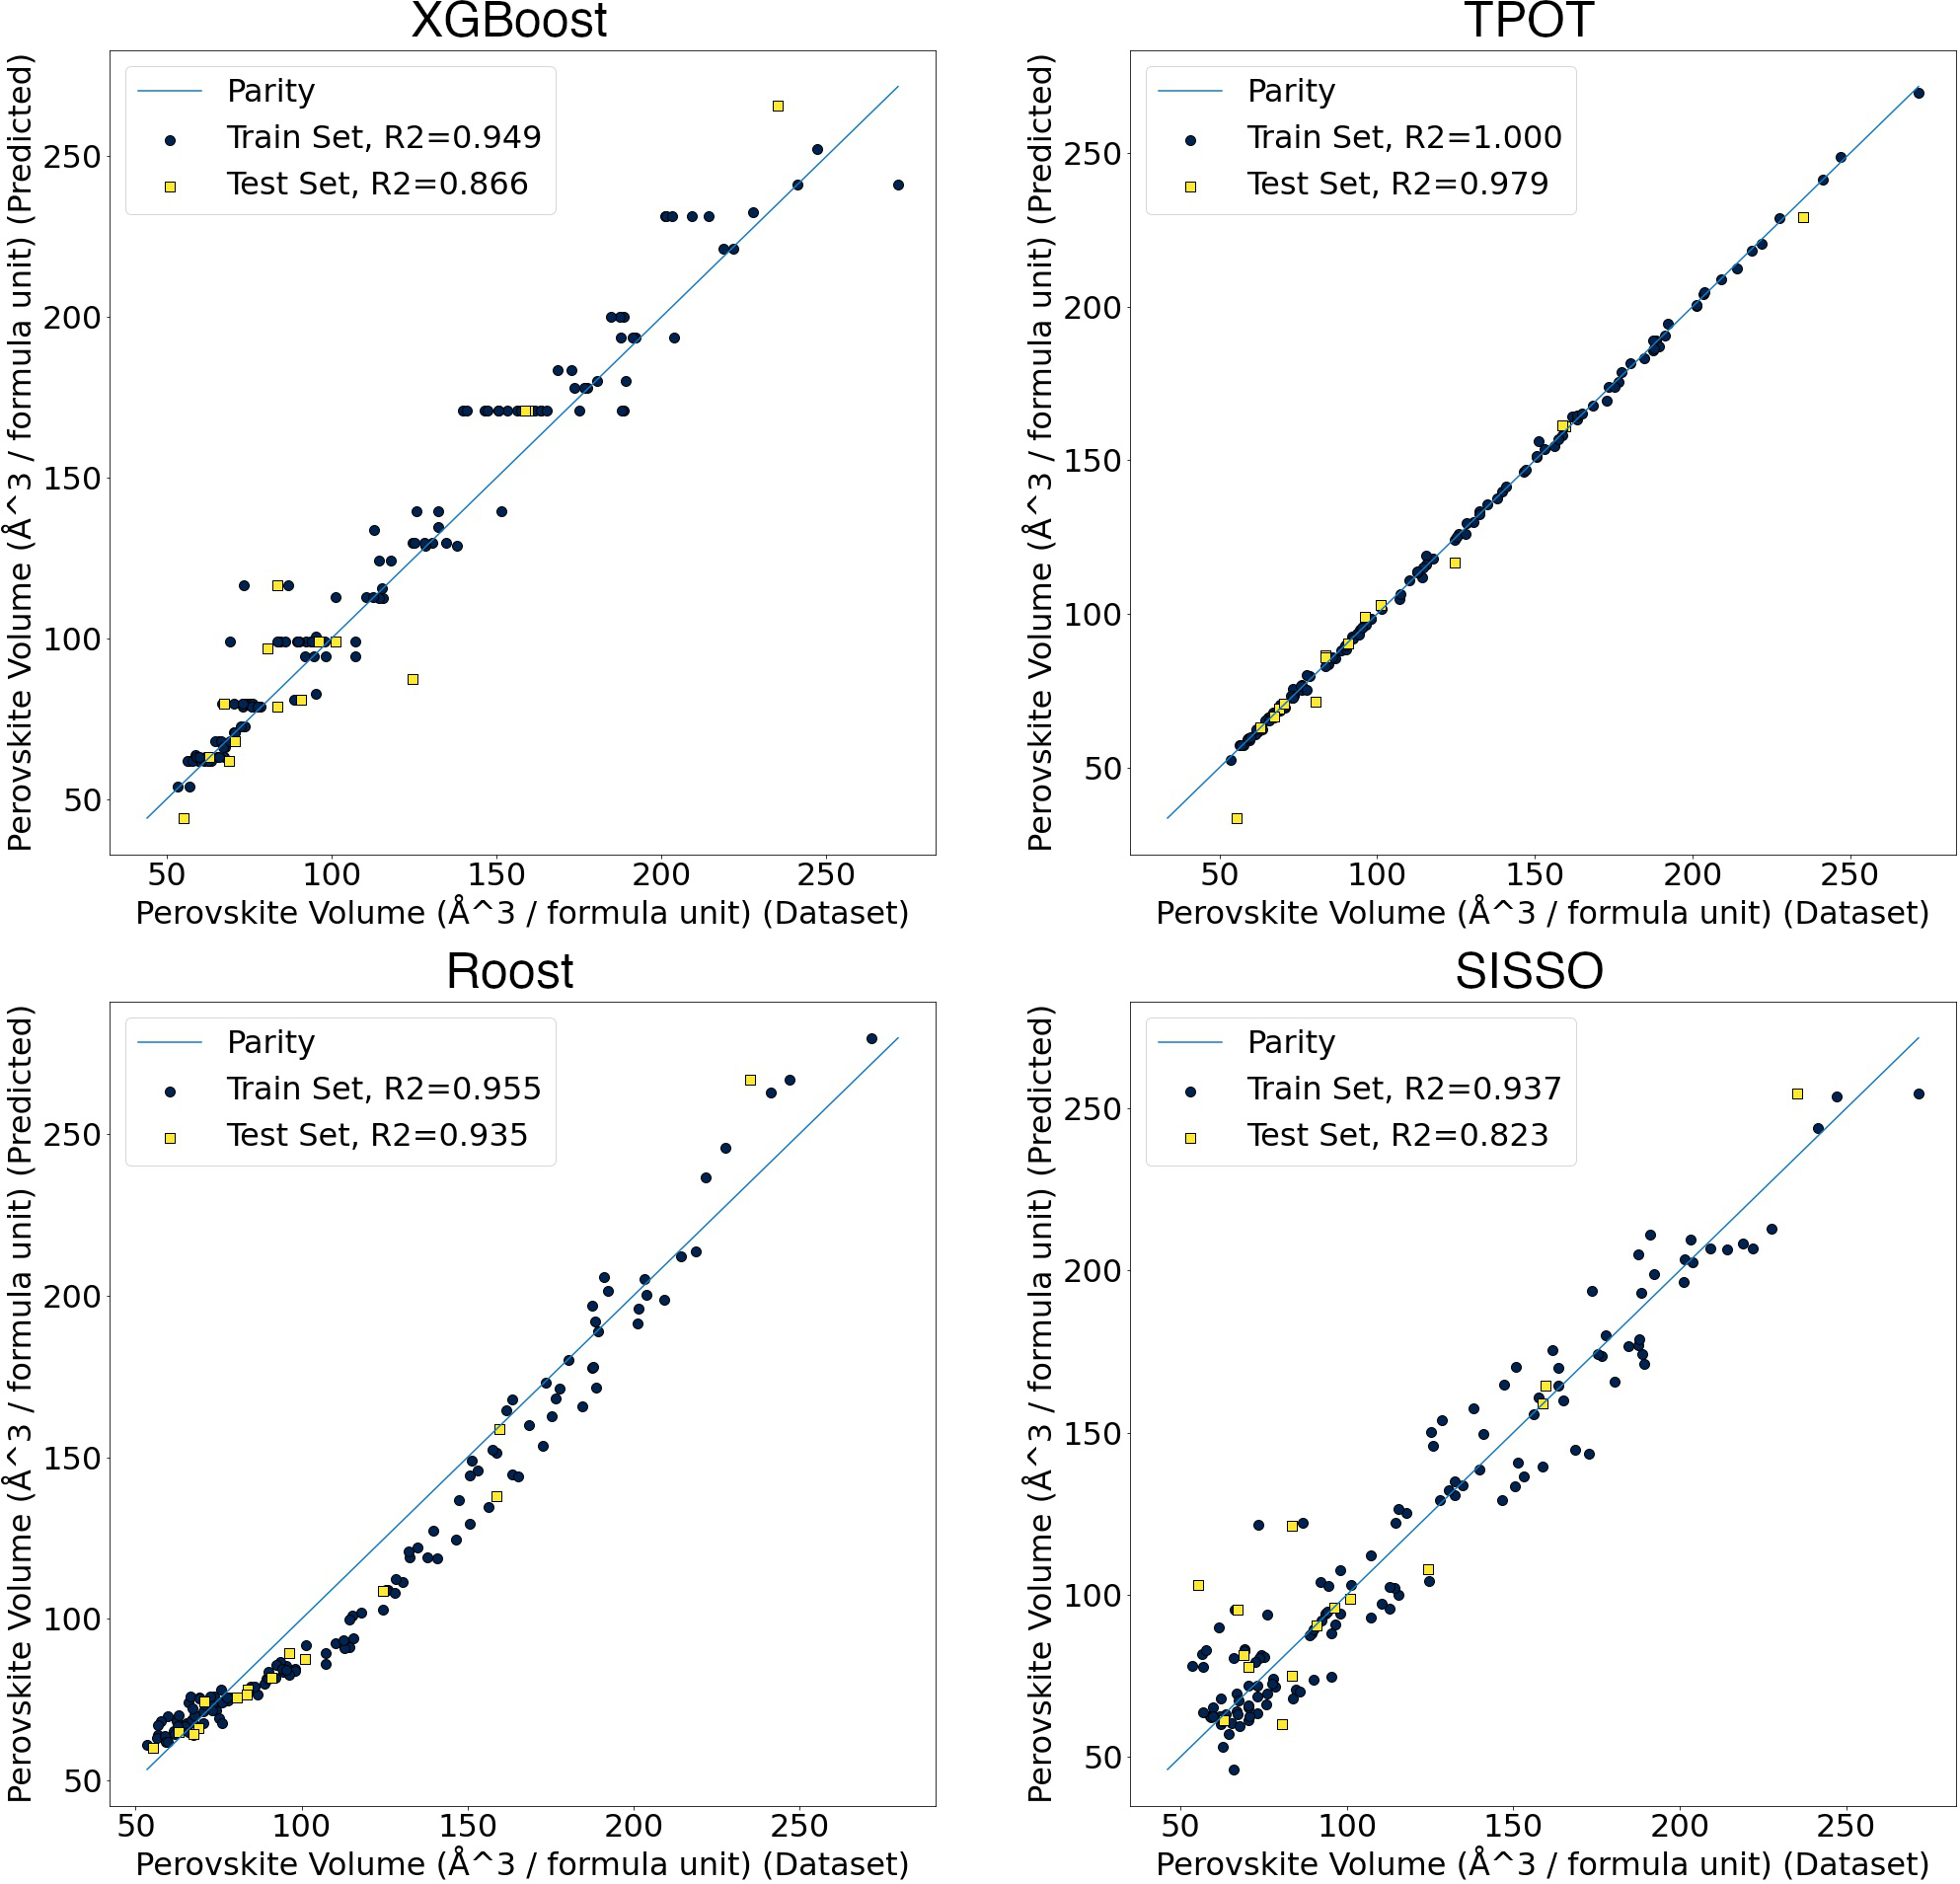 XGBoost
Perovskite Volume (Å^3 / formula unit) (Predicted)
Parity
Train Set, R2=0.949
Test Set, R2=0.866
250
200
150
100
50
50 100 150 200 250
Perovskite Volume (Å^3 / formula unit) (Dataset)
TPOT
Perovskite Volume (Å^3 / formula unit) (Predicted)
Parity
Train Set, R2=1.000
Test Set, R2=0.979
250
200
150
100
50
50 100 150 200 250
Perovskite Volume (Å^3 / formula unit) (Dataset)
Roost
Perovskite Volume (Å^3 / formula unit) (Predicted)
Parity
Train Set, R2=0.955
Test Set, R2=0.935
250
200
150
100
50
50 100 150 200 250
Perovskite Volume (Å^3 / formula unit) (Dataset)
SISSO
Perovskite Volume (Å^3 / formula unit) (Predicted)
Parity
Train Set, R2=0.937
Test Set, R2=0.823
250
200
150
100
50
50 100 150 200 250
Perovskite Volume (Å^3 / formula unit) (Dataset)